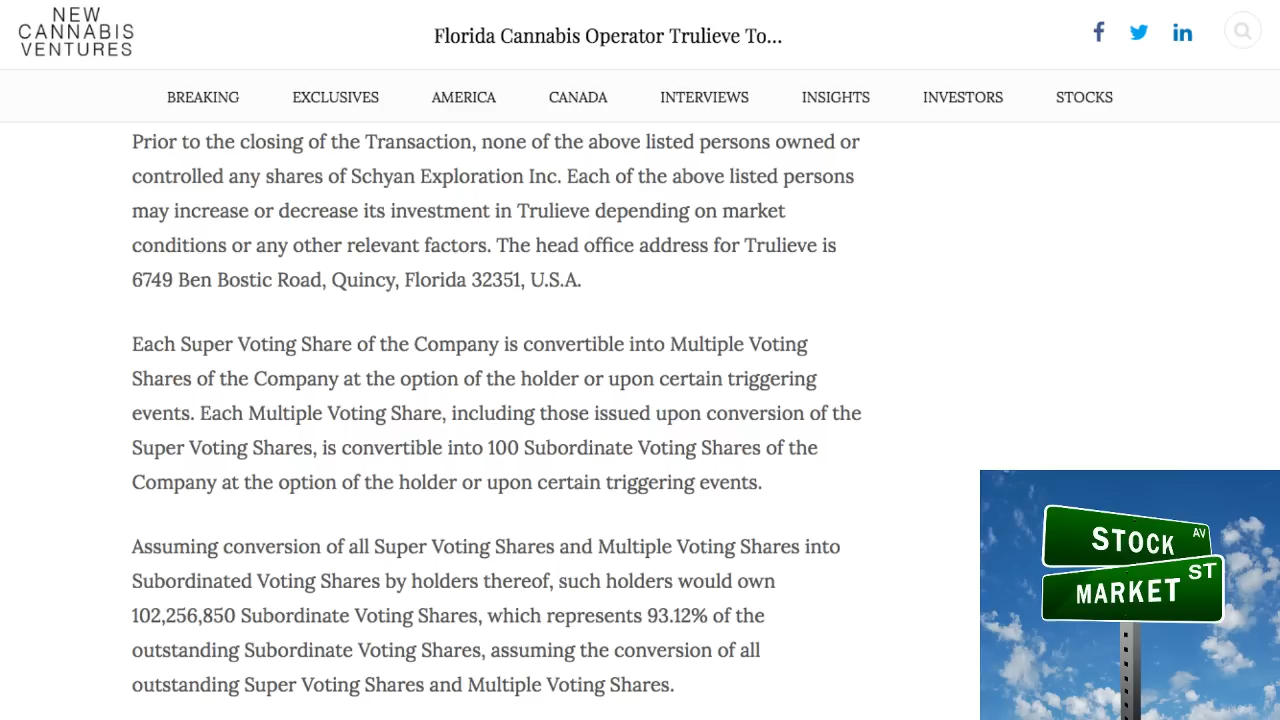 NEW
CANNABIS
VENTURES
Florida Cannabis Operator Trulieve To...
BREAKING
EXCLUSIVES
AMERICA
CANADA
INTERVIEWS
INSIGHTS
INVESTORS
STOCKS
Prior to the closing of the Transaction, none of the above listed persons owned or
controlled any shares of Schyan Exploration Inc. Each of the above listed persons
may increase or decrease its investment in Trulieve depending on market
conditions or any other relevant factors. The head office address for Trulieve is
6749 Ben Bostic Road, Quincy, Florida 32351, U.S.A.
Each Super Voting Share of the Company is convertible into Multiple Voting
Shares of the Company at the option of the holder or upon certain triggering
events. Each Multiple Voting Share, including those issued upon conversion of the
Super Voting Shares, is convertible into 100 Subordinate Voting Shares of the
Company at the option of the holder or upon certain triggering events.
Assuming conversion of all Super Voting Shares and Multiple Voting Shares into
Subordinated Voting Shares by holders thereof, such holders would own
102,256,850 Subordinate Voting Shares, which represents 93.12% of the
outstanding Subordinate Voting Shares, assuming the conversion of all
outstanding Super Voting Shares and Multiple Voting Shares.
STOCK AV
MARKET ST